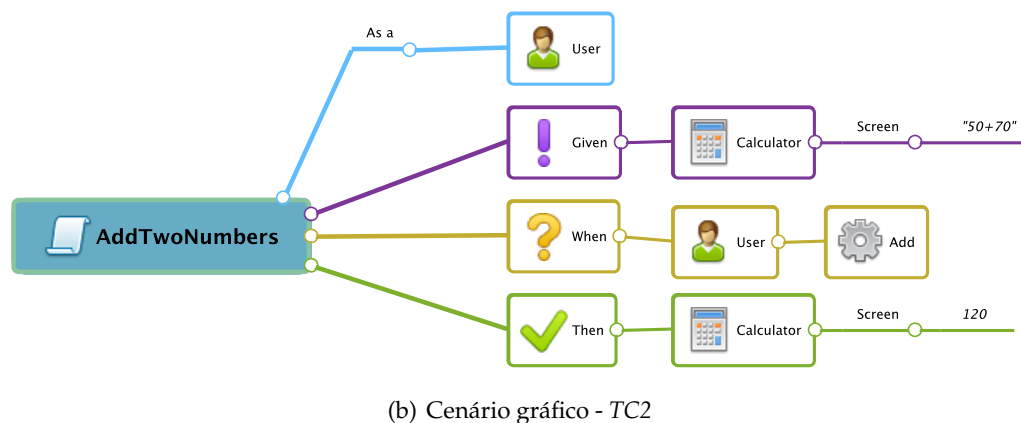 As a
User
Given
Calculator
Screen
"50+70"
AddTwoNumbers
When
User
Add
Then
Calculator
Screen
120
(b) Cenário gráfico - TC2